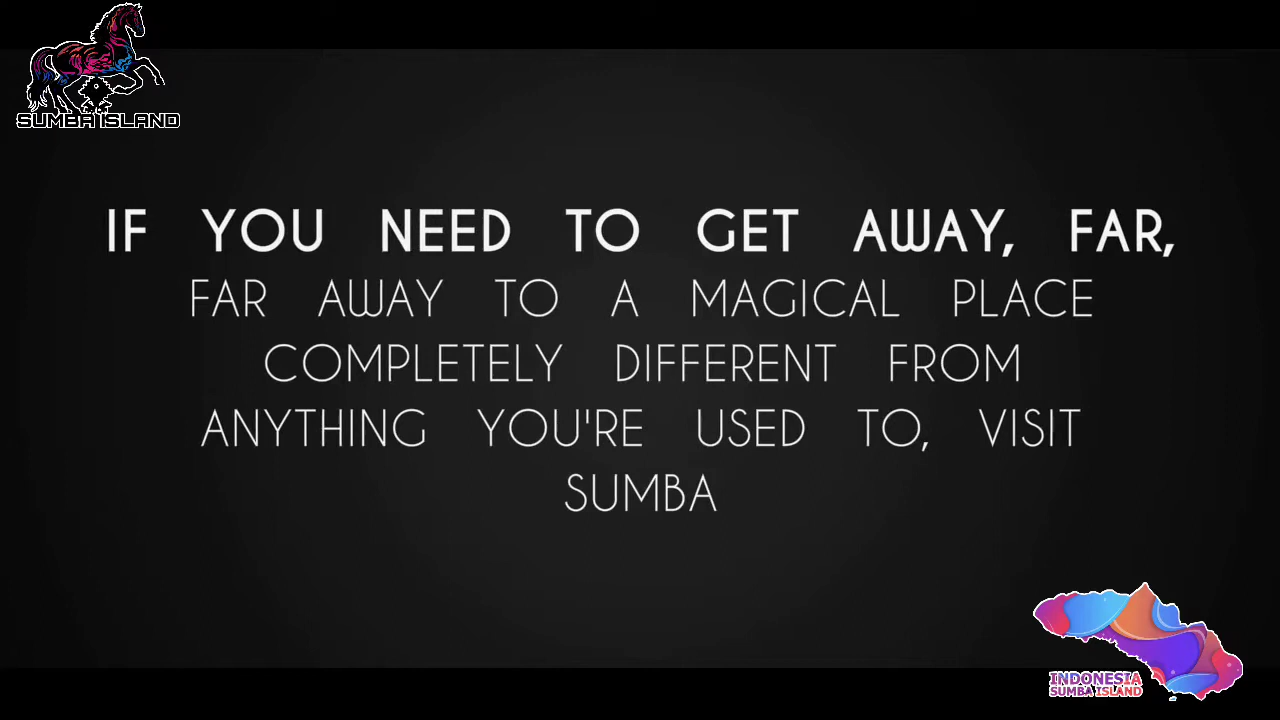 SUMBA ISLAND
IF YOU NEED TO GET AWAY, FAR,
FAR AWAY TO A MAGICAL PLACE
COMPLETELY DIFFERENT FROM
ANYTHING YOU'RE USED TO, VISIT
SUMBA
INDONESIA
SUMBA ISLAND